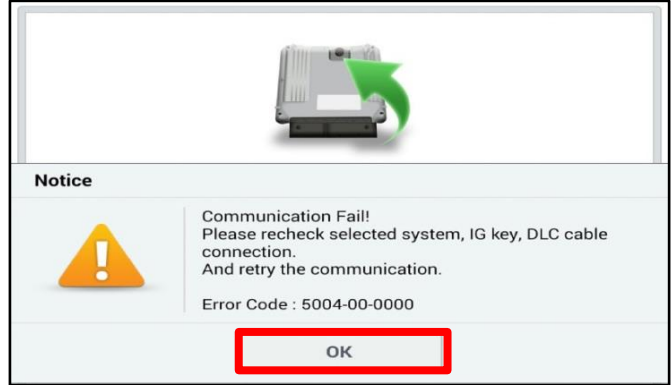 Notice
Communication Fail!
Please recheck selected system, IG key, DLC cable
connection.
And retry the communication.
Error Code : 5004-00-0000
OK